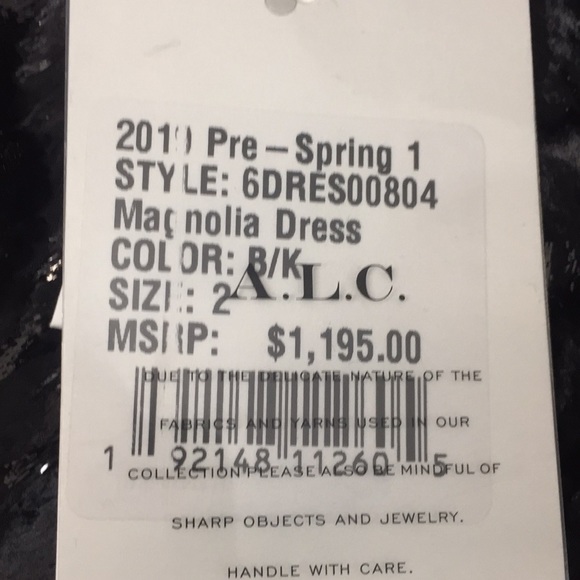 2019 Pre-Spring 1
STYLE: 6DRES00804
Magnolia Dress
COLOR: B/K
SIZE: 2
A.L.C.
MSRP: $1,195.00
DUE TO THE DELICATE NATURE OF THE
FABRICS AND YARNS USED IN OUR
1 92148 11260 5
COLLECTION PLEASE ALSO BE MINDFUL OF
SHARP OBJECTS AND JEWELRY.
HANDLE WITH CARE.